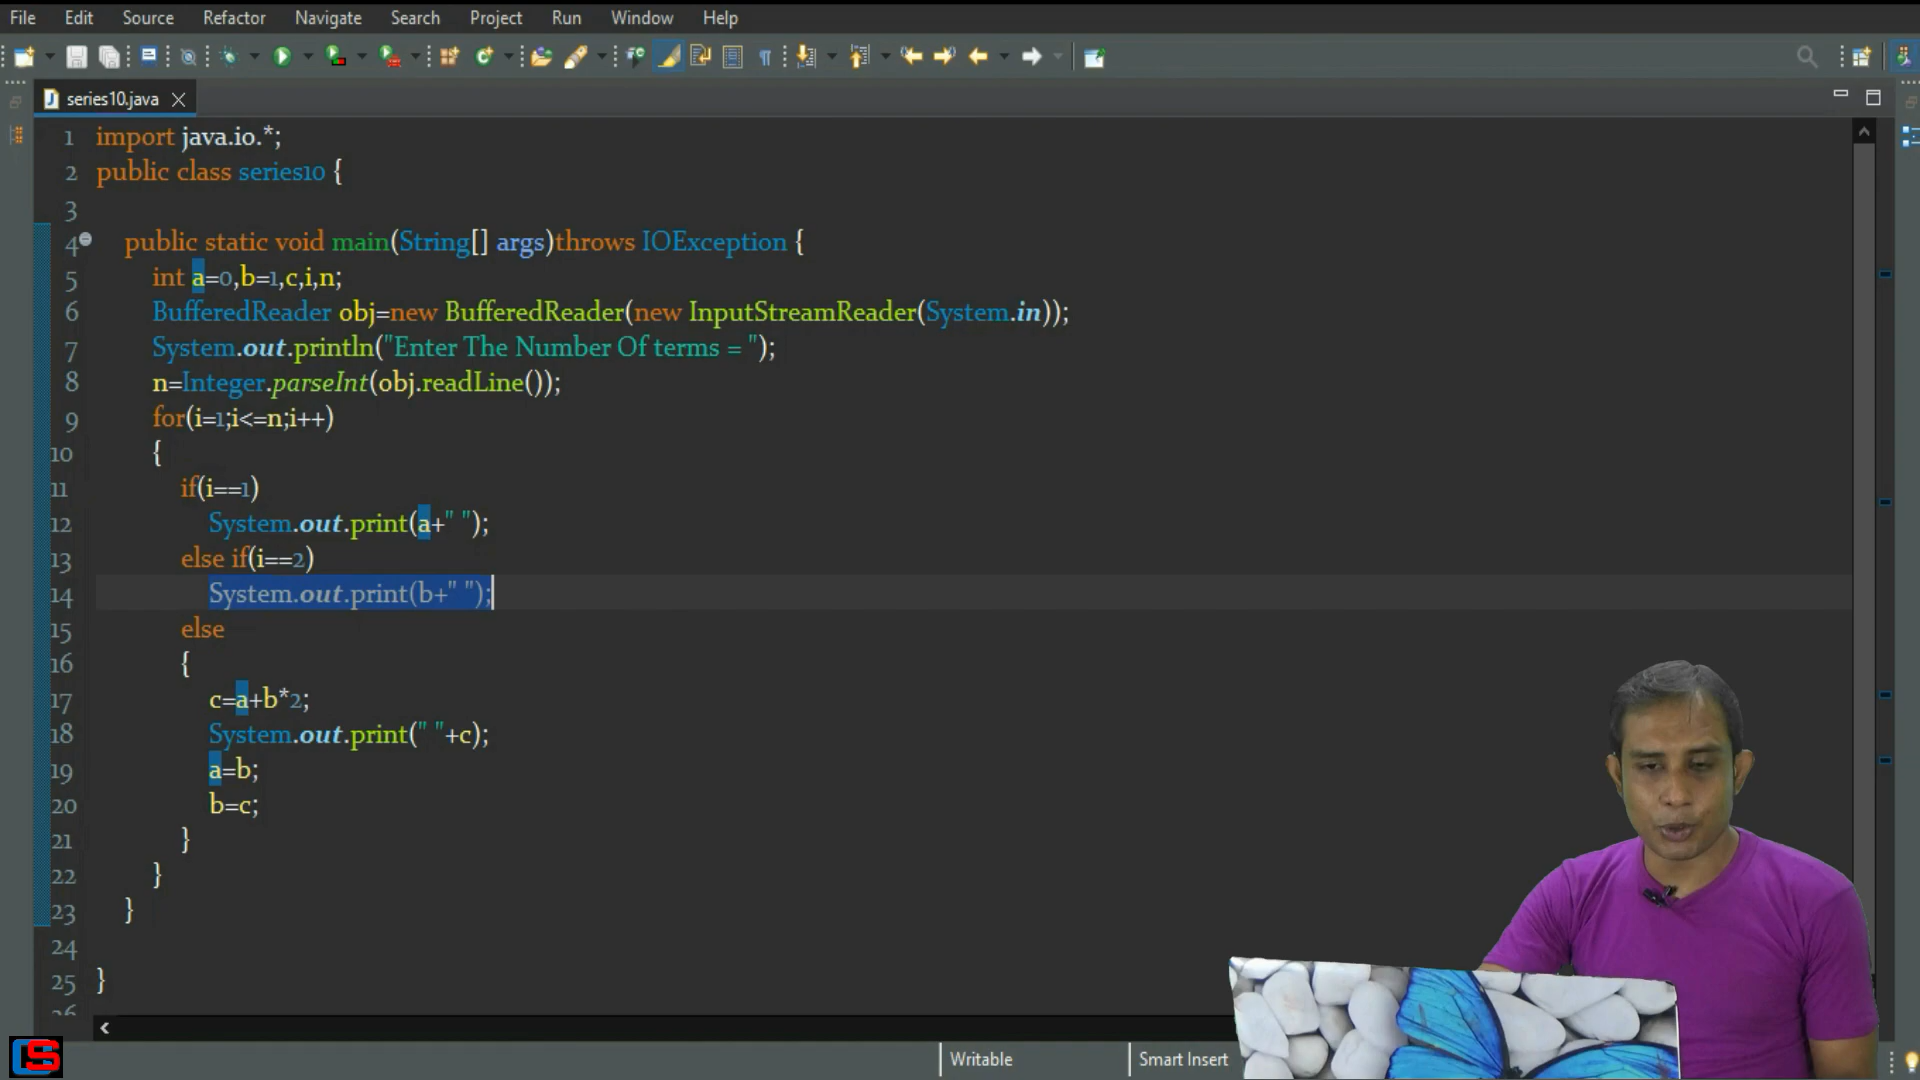 File Edit Source Refactor Navigate Search Project Run Window Help
series10.java
1 import java.io.*;
2 public class series10 {
3
4 public static void main(String[] args)throws IOException {
5 int a=0,b=1,c,i,n;
6 BufferedReader obj=new BufferedReader(new InputStreamReader(System.in));
7 System.out.println("Enter The Number Of terms = ");
8 n=Integer.parseInt(obj.readLine());
9 for(i=1;i<=n;i++)
10 {
11 if(i==1)
12 System.out.print(a+" ");
13 else if(i==2)
14 System.out.print(b+" ");
15 else
16 {
17 c=a+b*2;
18 System.out.print(" "+c);
19 a=b;
20 b=c;
21 }
22 }
23 }
24
25 }
26
Writable Smart Insert
CS